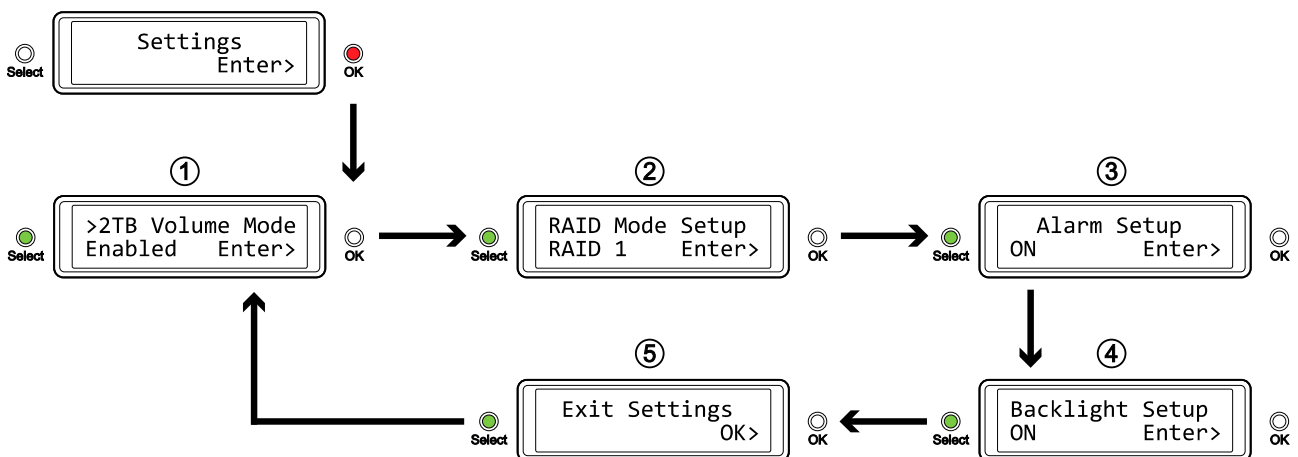 Settings
Enter>
Select
OK
①
>2TB Volume Mode
Enabled Enter>
Select
OK
②
RAID Mode Setup
RAID 1 Enter>
Select
OK
③
Alarm Setup
ON Enter>
Select
OK
④
Backlight Setup
ON Enter>
Select
OK
⑤
Exit Settings
OK>
Select
OK